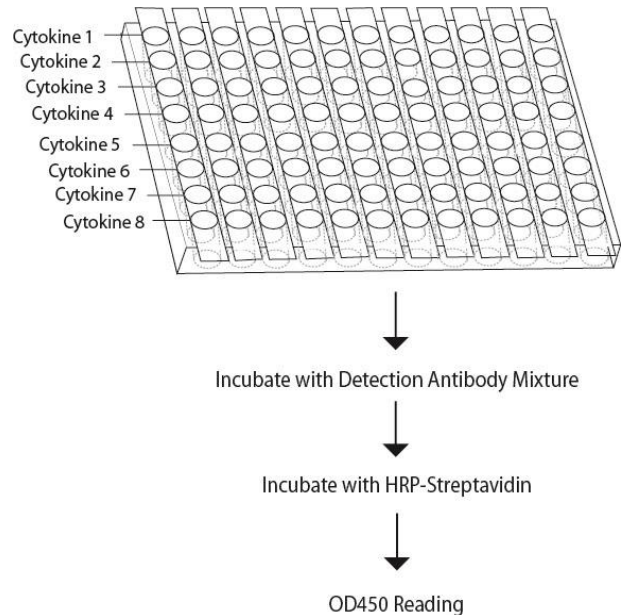 Cytokine 1
Cytokine 2
Cytokine 3
Cytokine 4
Cytokine 5
Cytokine 6
Cytokine 7
Cytokine 8
Incubate with Detection Antibody Mixture
Incubate with HRP-Streptavidin
OD450 Reading